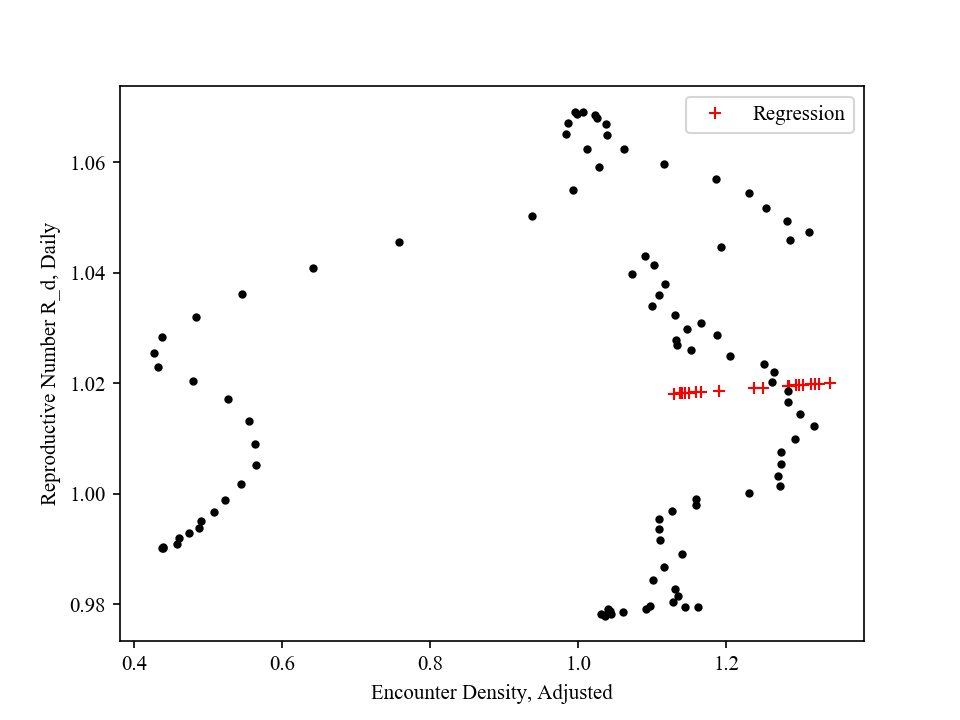 Regression
1.06
1.04
1.02
1.00
0.98
Reproductive Number R_d, Daily
0.4 0.6 0.8 1.0 1.2
Encounter Density, Adjusted